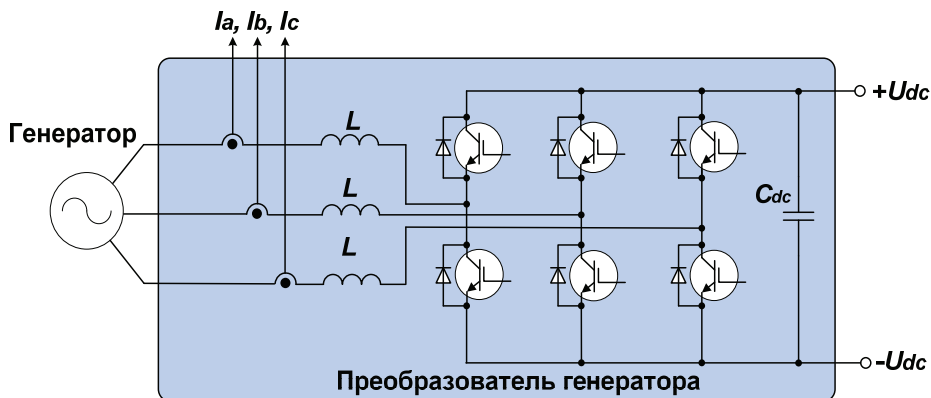 Ia, Ib, Ic
+Udc
Генератор
L
L
Cdc
L
-Udc
Преобразователь генератора